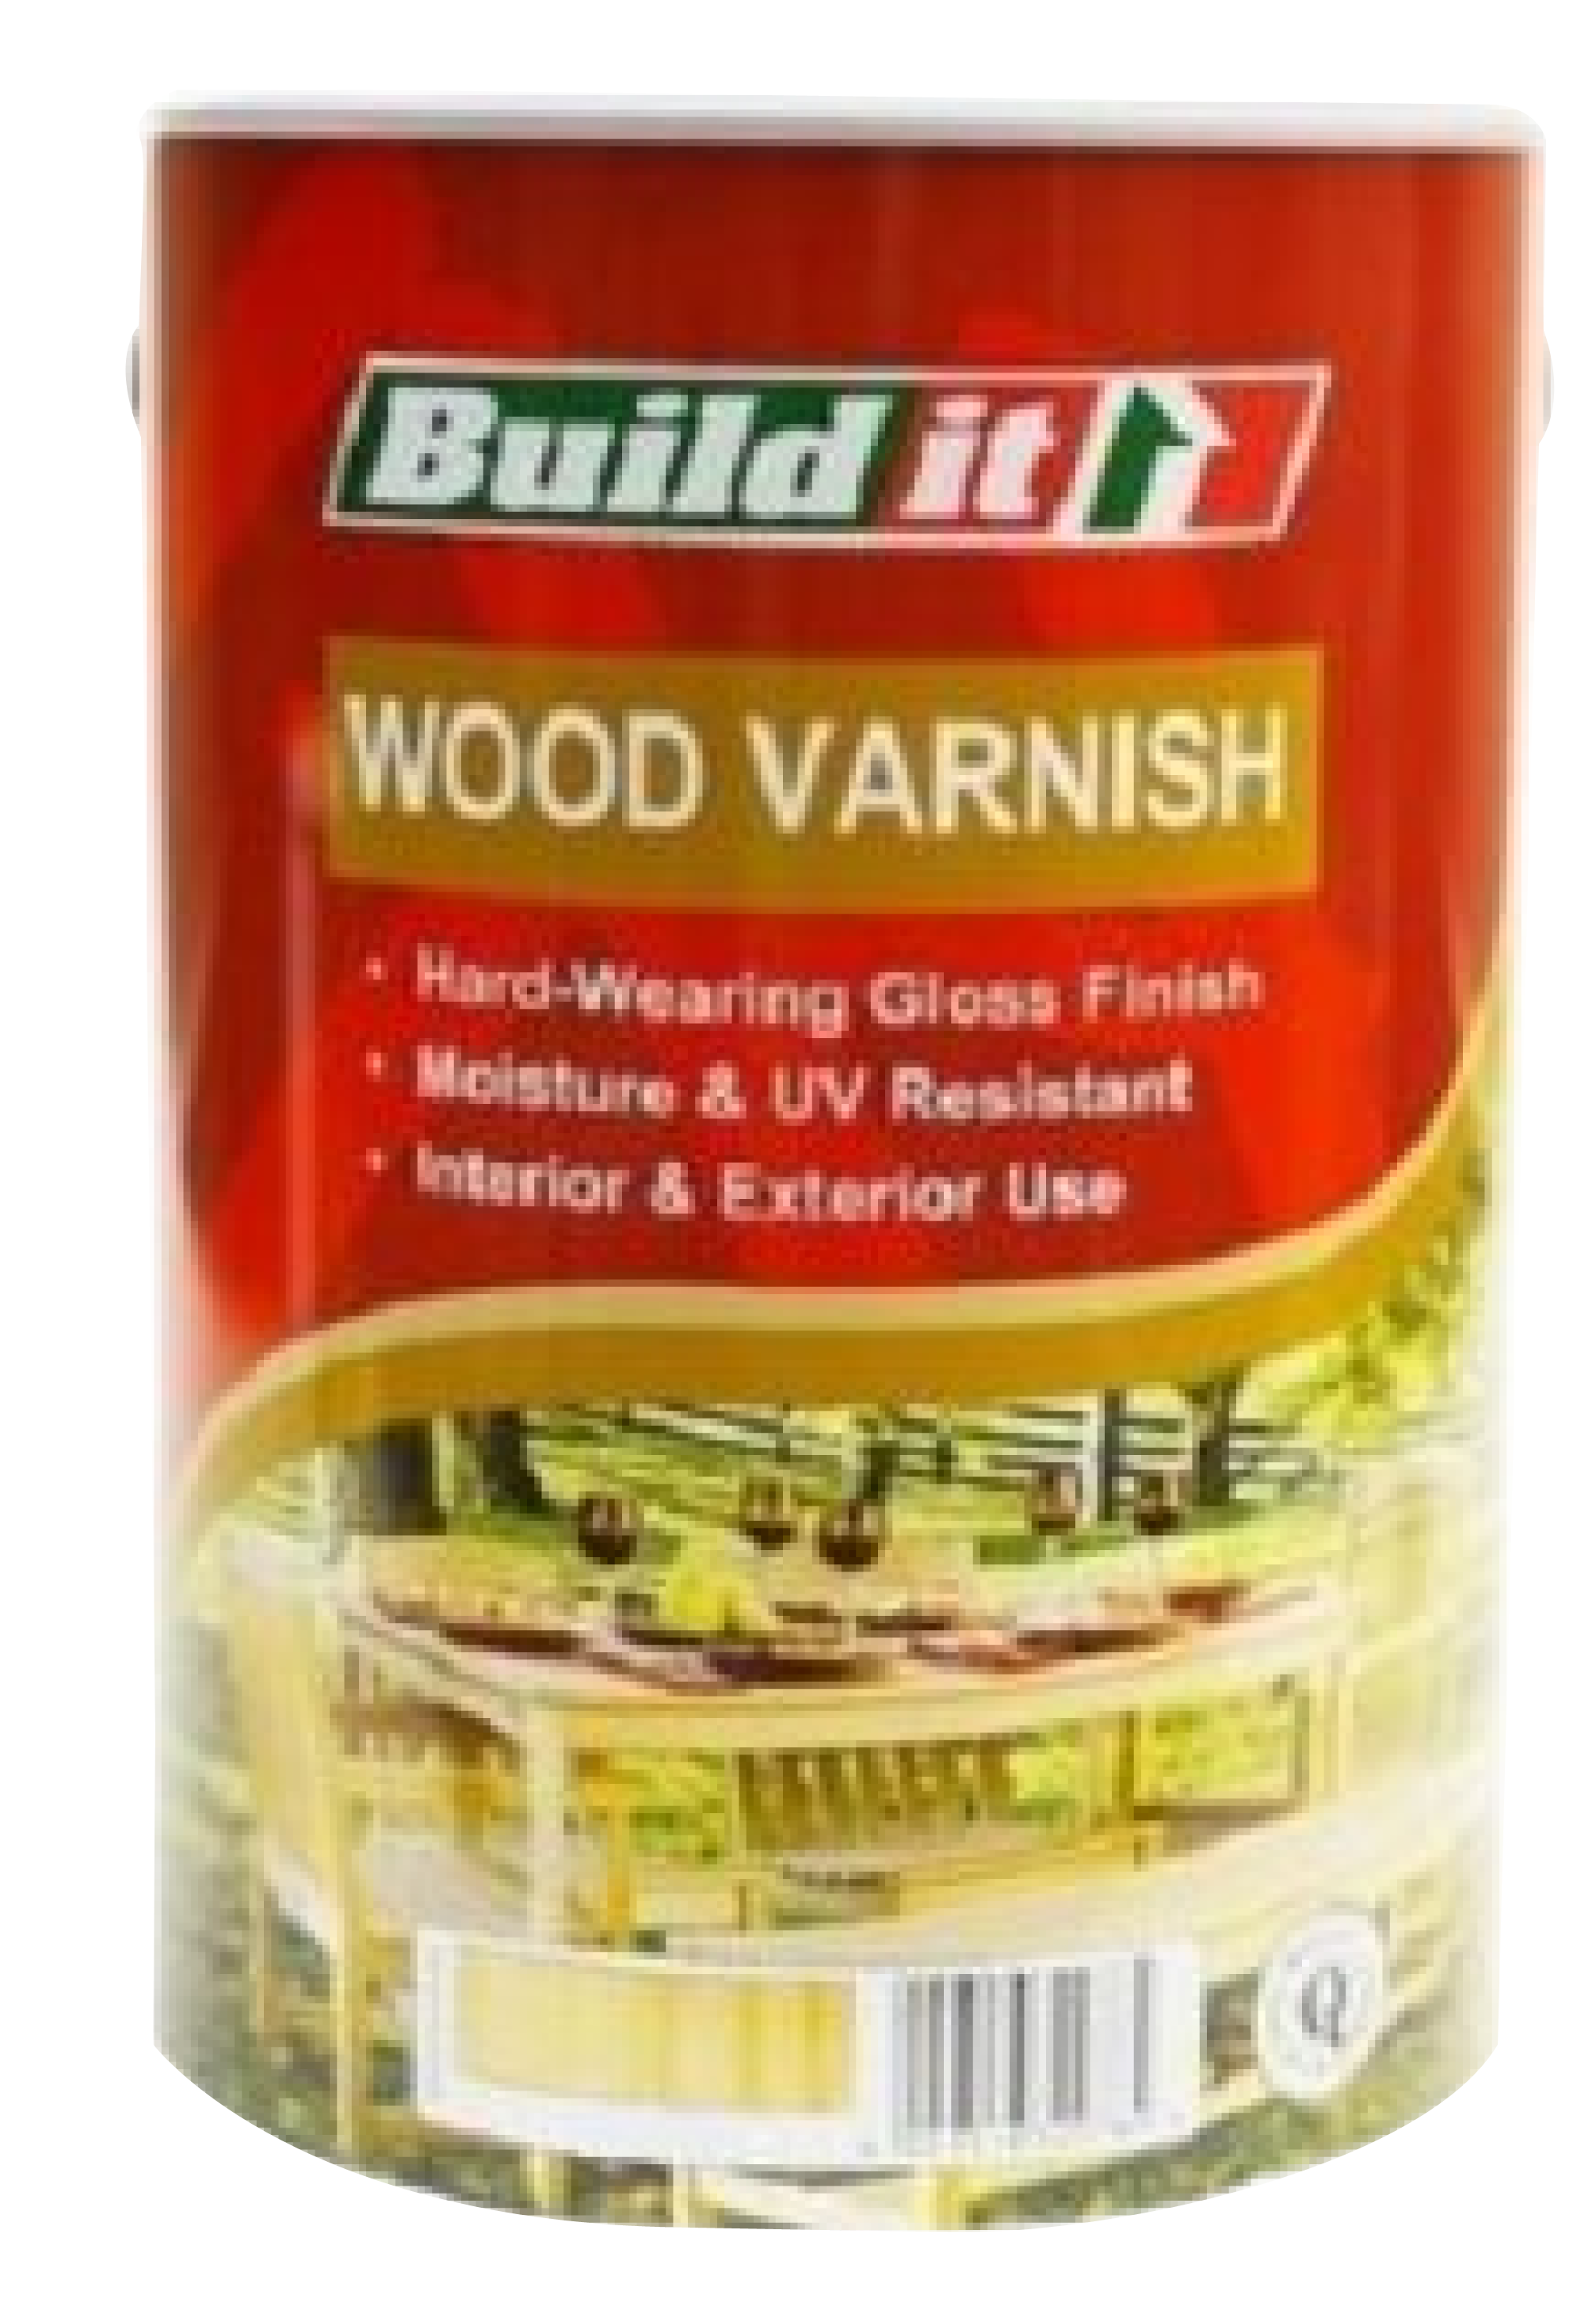 Build it
WOOD VARNISH
• Hard-Wearing Gloss Finish
• Moisture & UV Resistant
• Interior & Exterior Use
Q